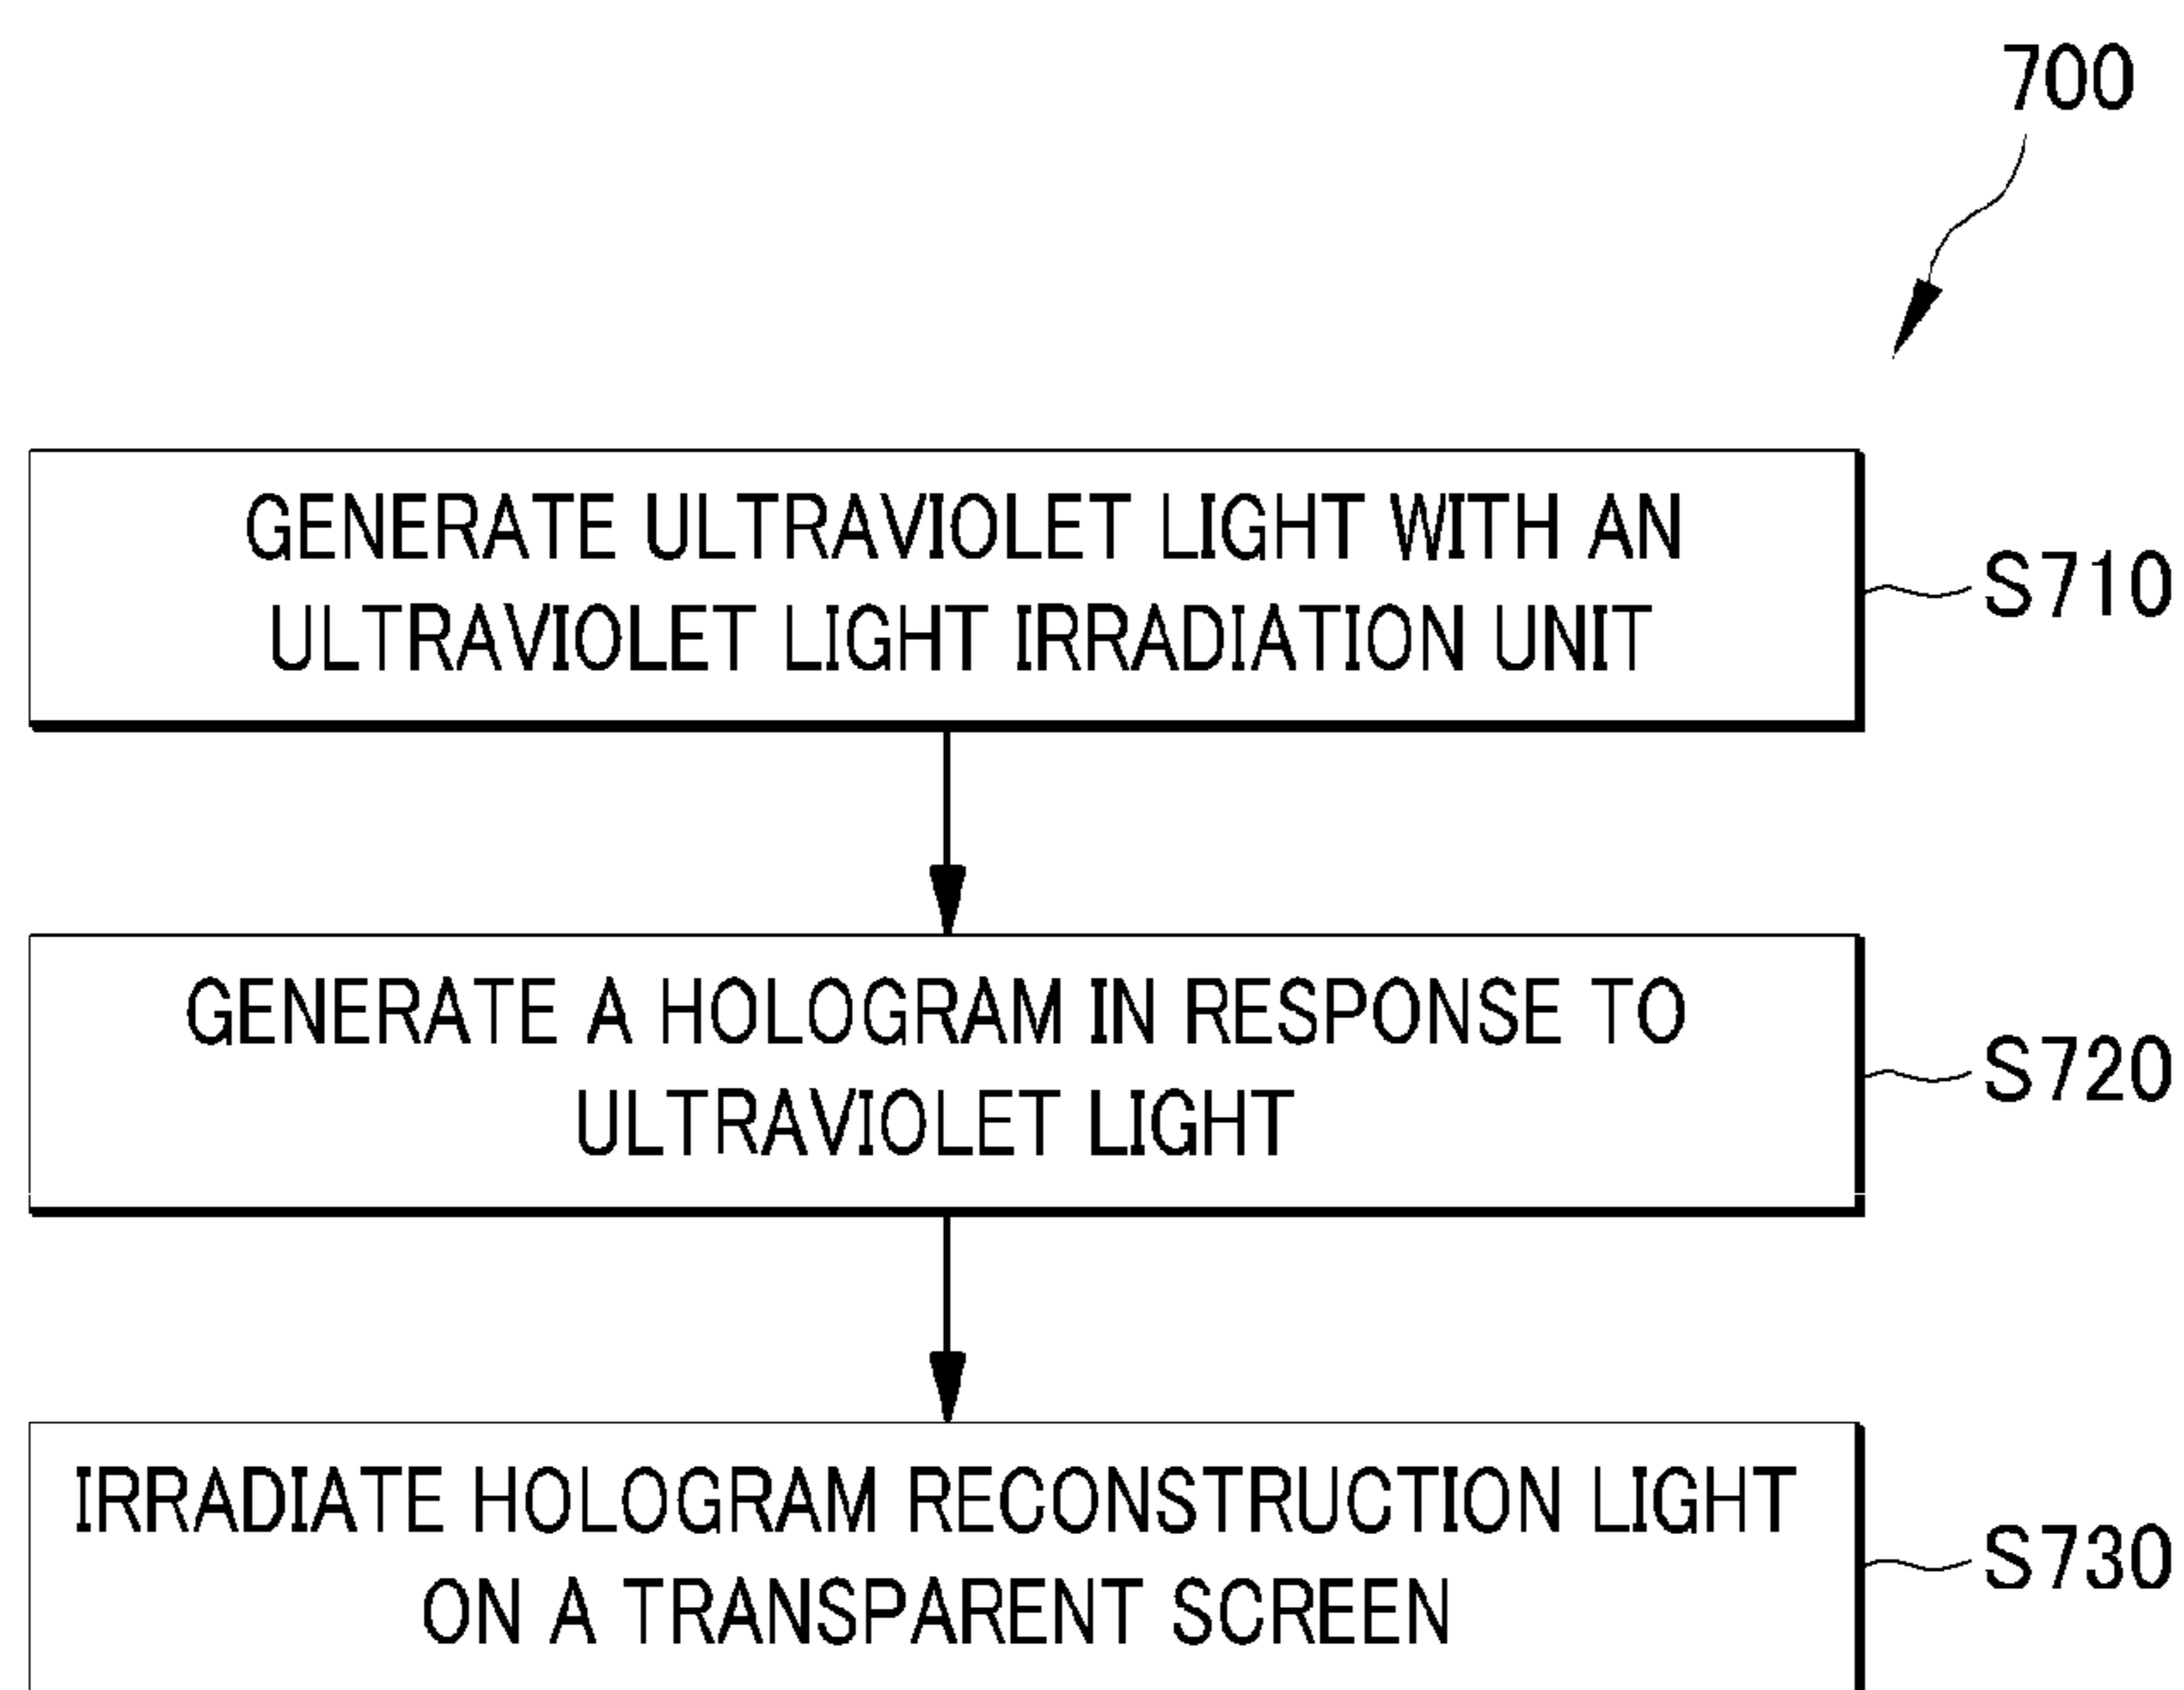 700
GENERATE ULTRAVIOLET LIGHT WITH AN
ULTRAVIOLET LIGHT IRRADIATION UNIT
S710
GENERATE A HOLOGRAM IN RESPONSE TO
ULTRAVIOLET LIGHT
S720
IRRADIATE HOLOGRAM RECONSTRUCTION LIGHT
ON A TRANSPARENT SCREEN
S730